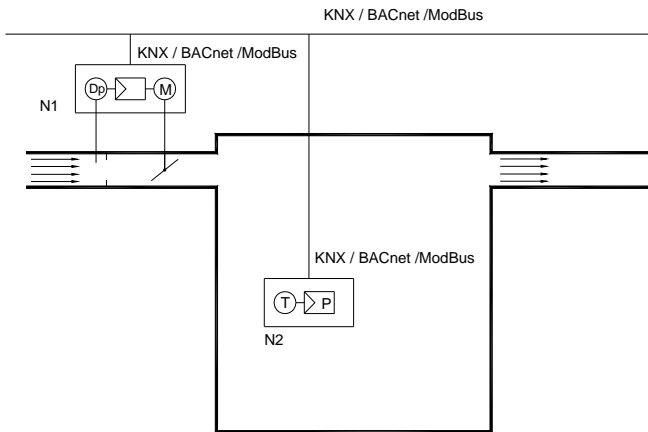 KNX / BACnet /ModBus
KNX / BACnet /ModBus
Dp
M
N1
KNX / BACnet /ModBus
T
P
N2